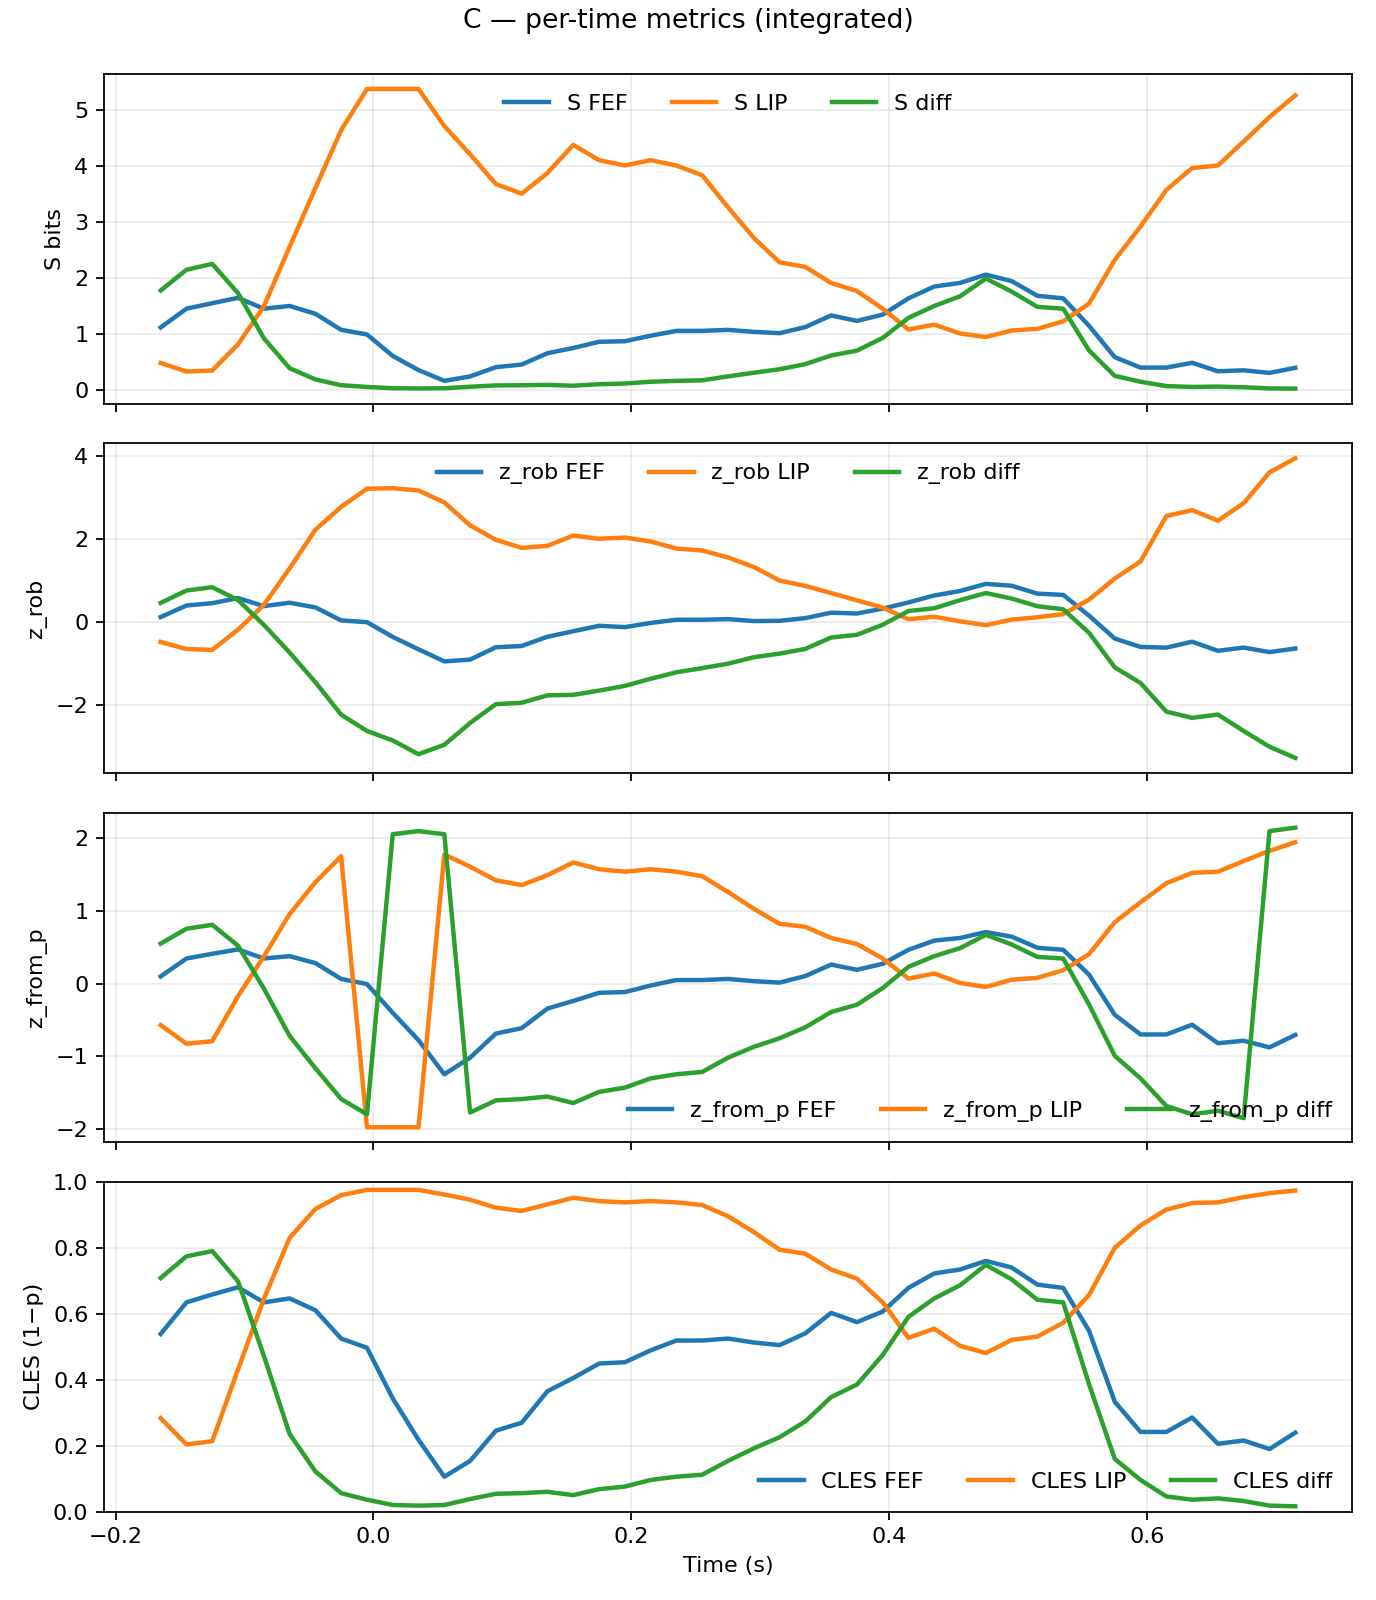 C — per-time metrics (integrated)
S FEF S LIP S diff
S bits
5
4
3
2
1
0
z_rob FEF z_rob LIP z_rob diff
z_rob
4
2
0
−2
z_from_p
2
1
0
−1
−2
z_from_p FEF z_from_p LIP z_from_p diff
CLES (1−p)
1.0
0.8
0.6
0.4
0.2
0.0
CLES FEF CLES LIP CLES diff
−0.2 0.0 0.2 0.4 0.6
Time (s)